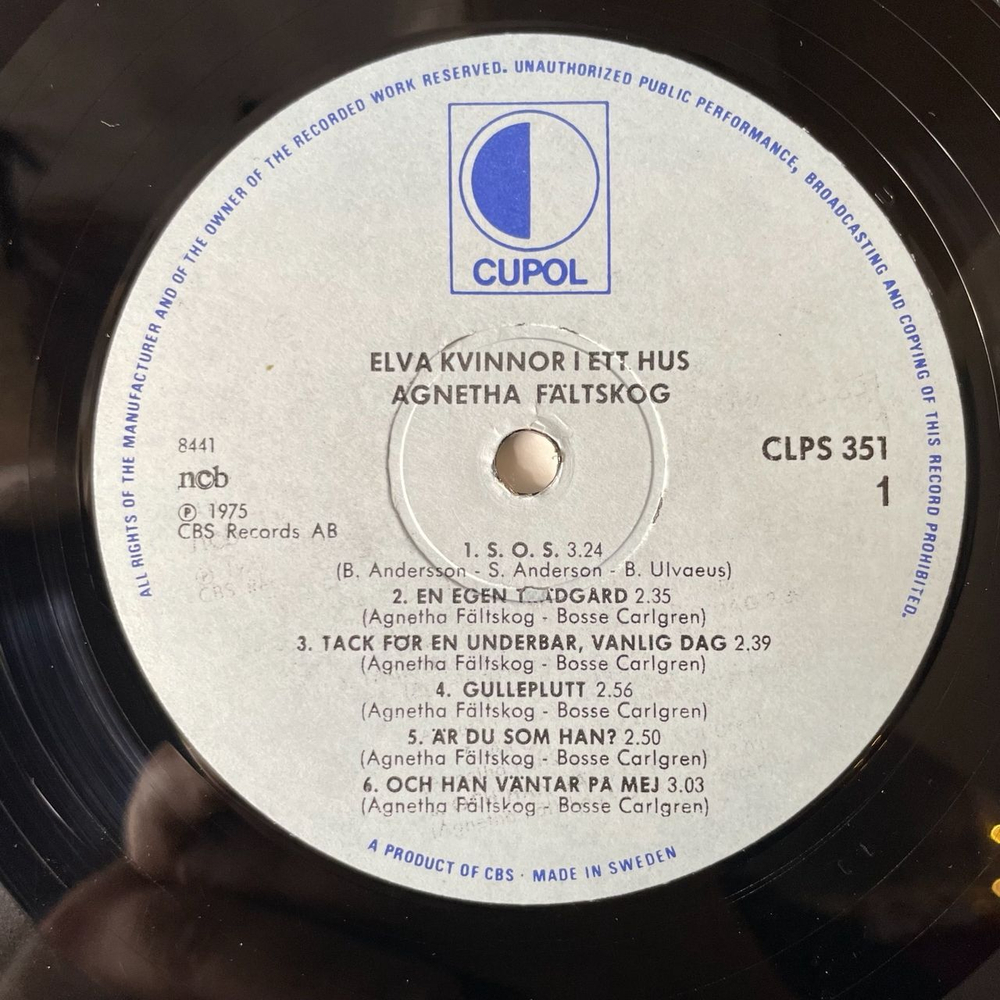 ALL RIGHTS OF THE MANUFACTURER AND OF THE OWNER OF THE RECORDED WORK RESERVED. UNAUTHORIZED PUBLIC PERFORMANCE, BROADCASTING AND COPYING OF THIS RECORD PROHIBITED.
CUPOL
ELVA KVINNOR I ETT HUS
AGNETHA FÄLTSKOG
8441
ncb
℗ 1975
CBS Records AB
CLPS 351
1
1. S. O. S. 3.24
(B. Andersson - S. Anderson - B. Ulvaeus)
2. EN EGEN 2.35
(Agnetha Fältskog - Bosse Carlgren)
3. TACK FÖR EN UNDERBAR, VANLIG DAG 2.39
(Agnetha Fältskog - Bosse Carlgren)
4. GULLEPLUTT 2.56
(Agnetha Fältskog - Bosse Carlgren)
5. ÄR DU SOM HAN? 2.50
(Agnetha Fältskog - Bosse Carlgren)
6. OCH HAN VÄNTAR PÅ MEJ 3.03
(Agnetha Fältskog - Bosse Carlgren)
A PRODUCT OF CBS · MADE IN SWEDEN